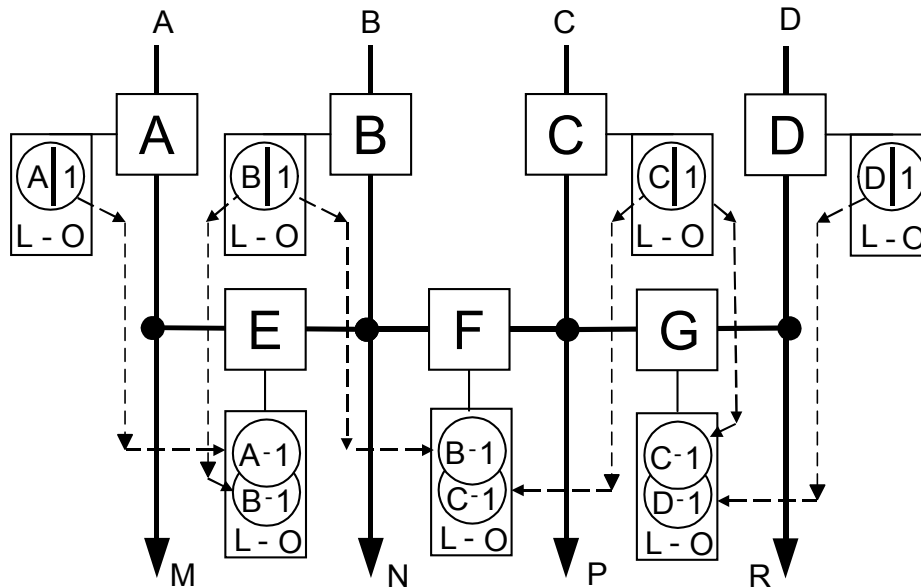 A B C D
A B C D
A 1 B 1 C 1 D 1
L - O L - O L - O L - O
E F G
A-1 B-1 C-1
B-1 C-1 D-1
L - O L - O L - O
M N P R